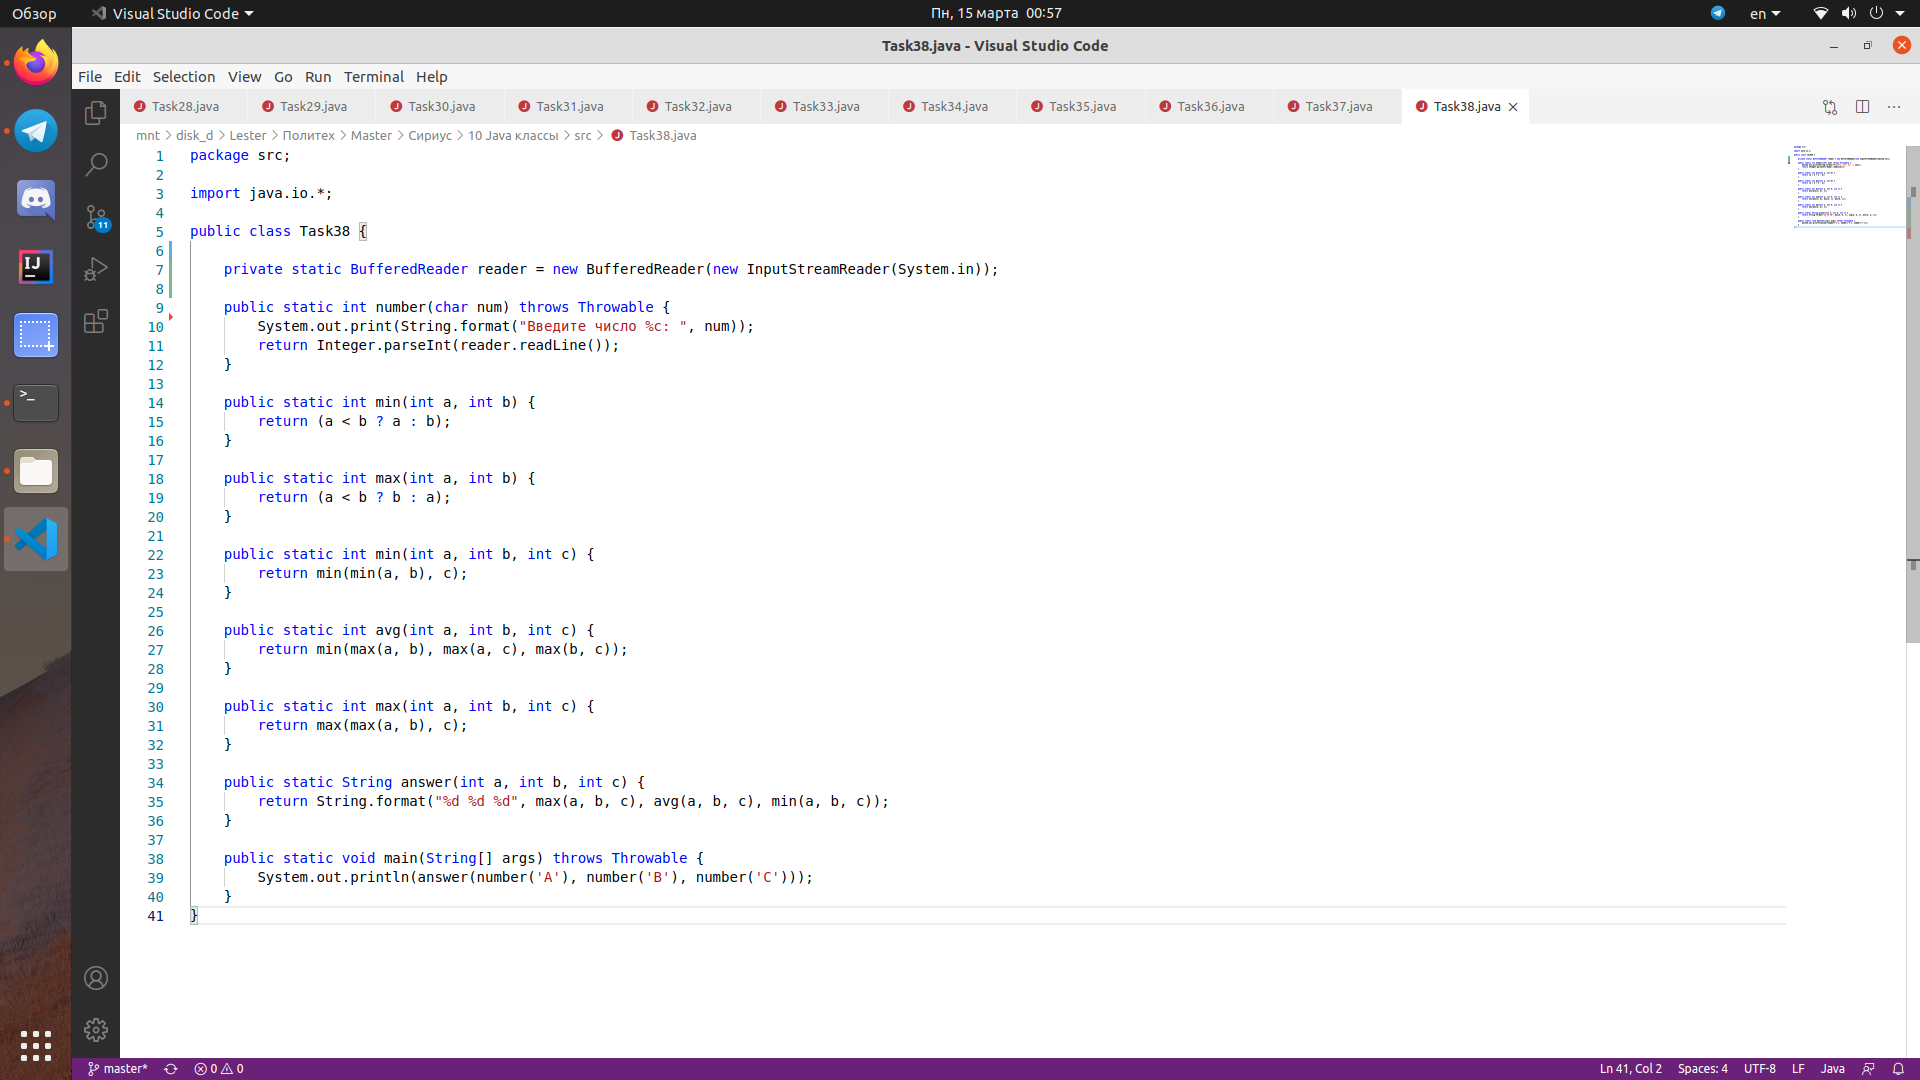 Обзор
Visual Studio Code
Пн, 15 марта 00:57
en
Task38.java - Visual Studio Code
File Edit Selection View Go Run Terminal Help
Task28.java Task29.java Task30.java Task31.java Task32.java Task33.java Task34.java Task35.java Task36.java Task37.java Task38.java
mnt > disk_d > Lester > Политех > Master > Сириус > 10 Java классы > src > Task38.java
11
1 package src;
2
3 import java.io.*;
4
5 public class Task38 {
6
7     private static BufferedReader reader = new BufferedReader(new InputStreamReader(System.in));
8
9     public static int number(char num) throws Throwable {
10         System.out.print(String.format("Введите число %c: ", num));
11         return Integer.parseInt(reader.readLine());
12     }
13
14     public static int min(int a, int b) {
15         return (a < b ? a : b);
16     }
17
18     public static int max(int a, int b) {
19         return (a < b ? b : a);
20     }
21
22     public static int min(int a, int b, int c) {
23         return min(min(a, b), c);
24     }
25
26     public static int avg(int a, int b, int c) {
27         return min(max(a, b), max(a, c), max(b, c));
28     }
29
30     public static int max(int a, int b, int c) {
31         return max(max(a, b), c);
32     }
33
34     public static String answer(int a, int b, int c) {
35         return String.format("%d %d %d", max(a, b, c), avg(a, b, c), min(a, b, c));
36     }
37
38     public static void main(String[] args) throws Throwable {
39         System.out.println(answer(number('A'), number('B'), number('C')));
40     }
41 }
master* 0 0 Ln 41, Col 2 Spaces: 4 UTF-8 LF Java